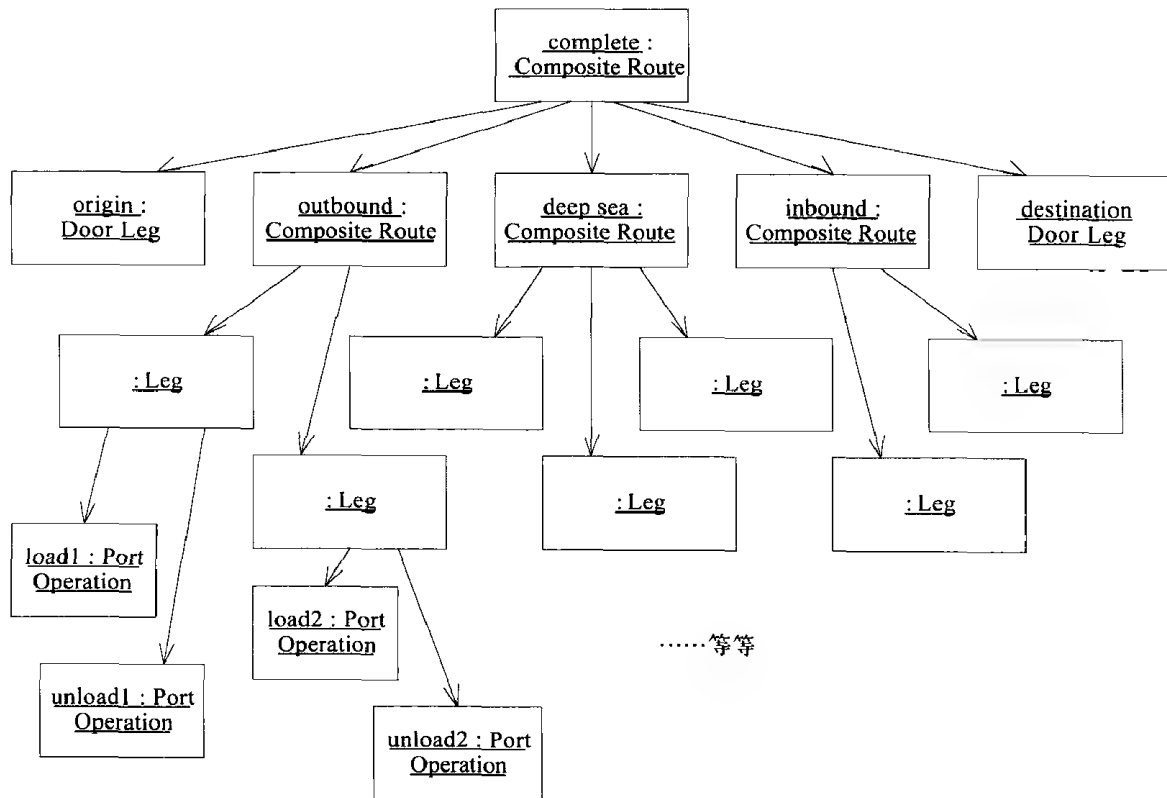 complete :
Composite Route
origin :
Door Leg
outbound :
Composite Route
deep sea :
Composite Route
inbound :
Composite Route
destination
Door Leg
: Leg
: Leg
: Leg
: Leg
: Leg
: Leg
: Leg
load1 : Port
Operation
load2 : Port
Operation
……等等
unload1 : Port
Operation
unload2 : Port
Operation